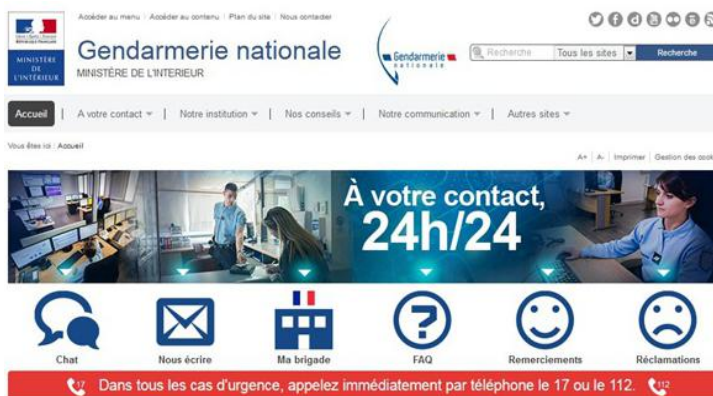 Accéder au menu | Accéder au contenu | Plan du site | Nous contacter
MINISTÈRE
DE
L'INTÉRIEUR
Gendarmerie nationale
MINISTÈRE DE L'INTERIEUR
Gendarmerie
nationale
Recherche
Tous les sites
Recherche
Accueil | A votre contact | Notre institution | Nos conseils | Notre communication | Autres sites
Vous êtes ici : Accueil
A+ | A- | Imprimer | Gestion des cook
À votre contact,
24h/24
Chat
Nous écrire
Ma brigade
FAQ
Remerciements
Réclamations
17 Dans tous les cas d'urgence, appelez immédiatement par téléphone le 17 ou le 112. 112